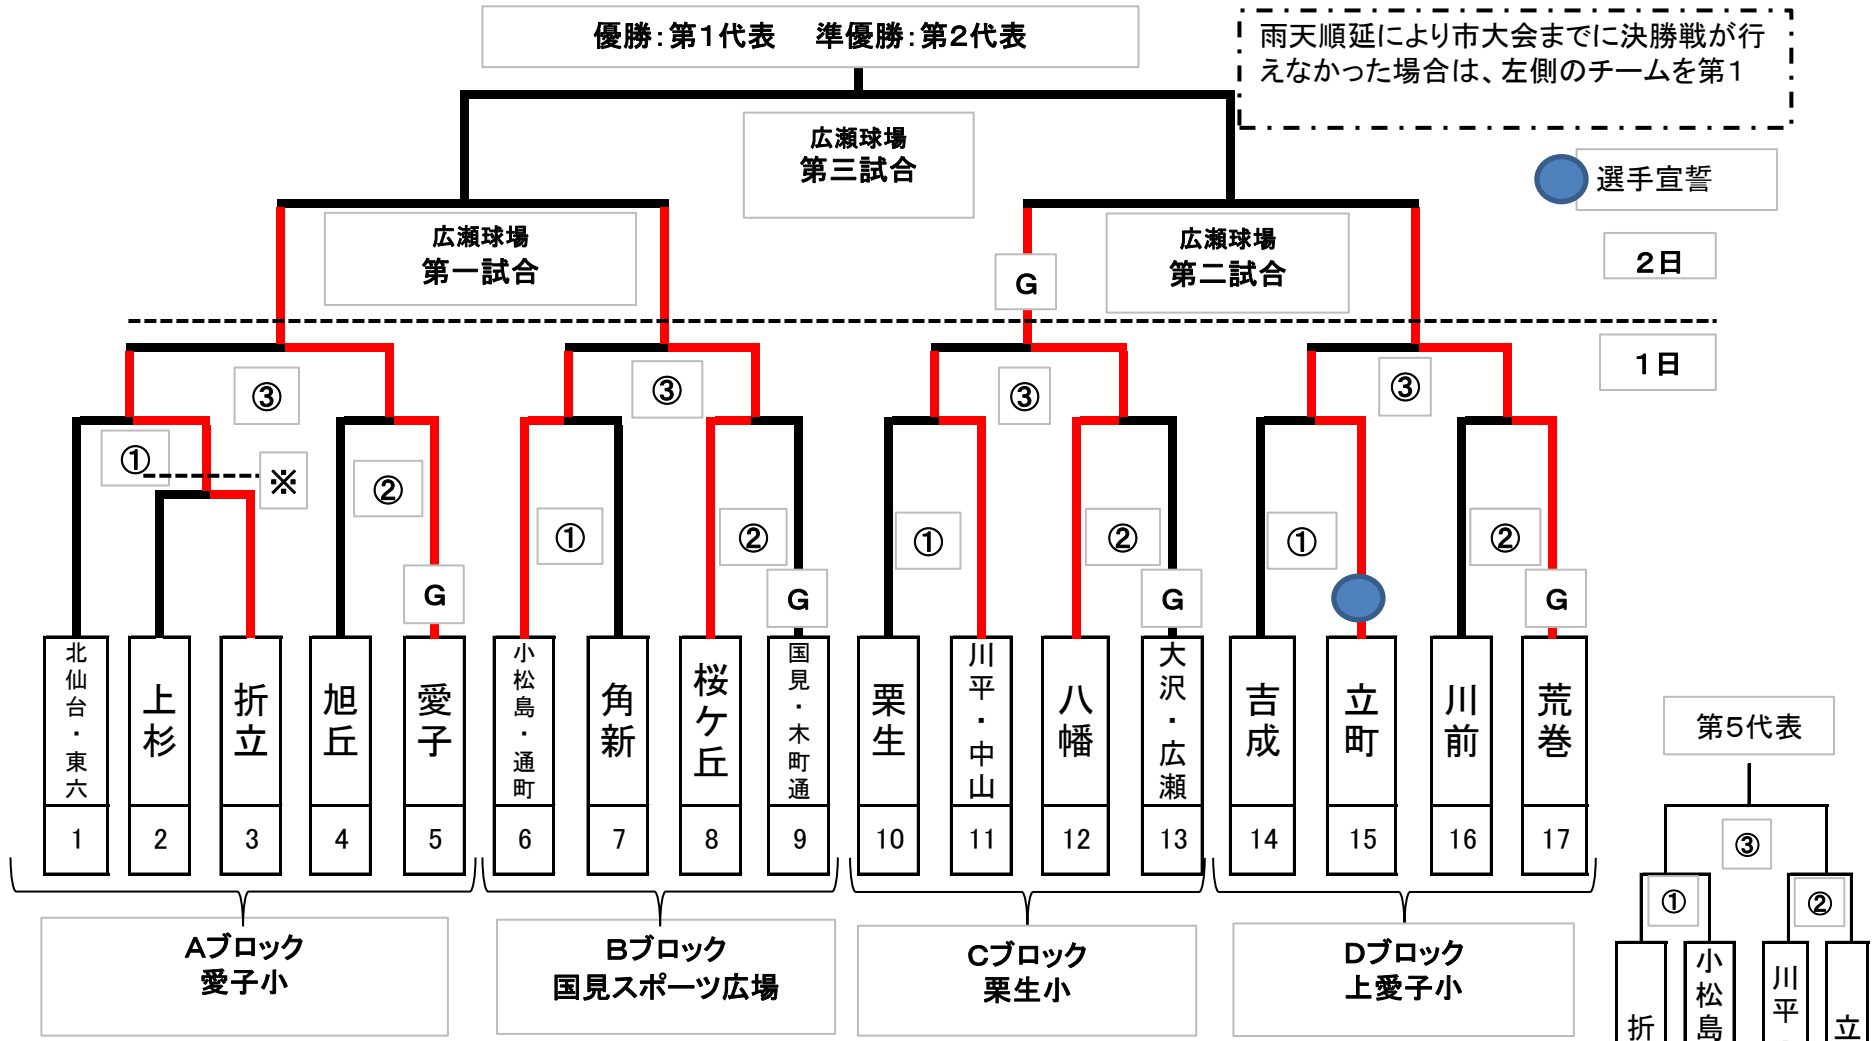 優勝：第1代表　準優勝：第2代表
雨天順延により市大会までに決勝戦が行
えなかった場合は、左側のチームを第1
広瀬球場
第三試合
選手宣誓
広瀬球場
第一試合
広瀬球場
第二試合
2日
G
1日
③
③
③
③
①
※
②
①
②
①
②
①
②
G
G
G
G
北仙台・東六
上杉
折立
旭丘
愛子
小松島・通町
角新
桜ケ丘
国見・木町通
栗生
川平・中山
八幡
大沢・広瀬
吉成
立町
川前
荒巻
1
2
3
4
5
6
7
8
9
10
11
12
13
14
15
16
17
Aブロック
愛子小
Bブロック
国見スポーツ広場
Cブロック
栗生小
Dブロック
上愛子小
第5代表
③
①
②
折
小松島
川平
立